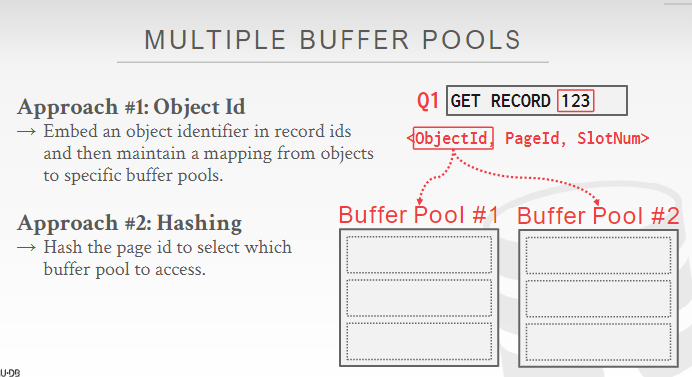 MULTIPLE BUFFER POOLS
Approach #1: Object Id
→ Embed an object identifier in record ids
and then maintain a mapping from objects
to specific buffer pools.
Approach #2: Hashing
→ Hash the page id to select which
buffer pool to access.
Q1 GET RECORD 123
<ObjectId, PageId, SlotNum>
Buffer Pool #1 Buffer Pool #2
U·DB